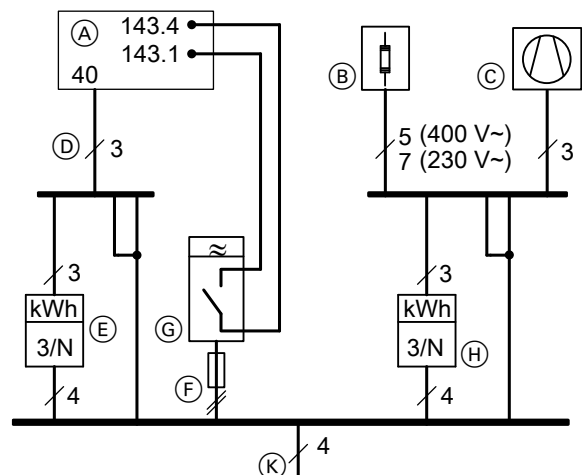 A 143.4
143.1
40
B
C
D 3
5 (400 V~)
7 (230 V~)
3
3
3
kWh
3/N
E
≈
G
F
kWh
3/N
H
4
4
K 4